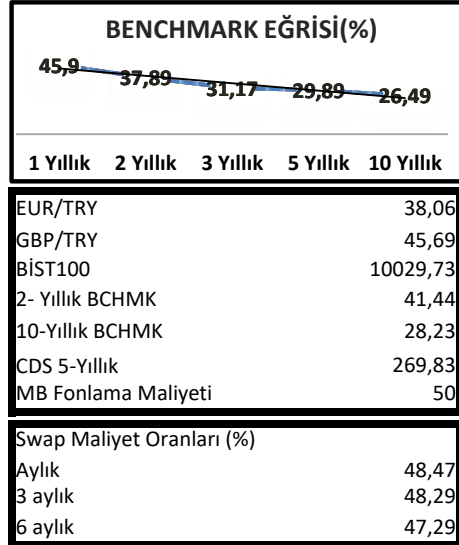 BENCHMARK EĞRİSİ(%)
45,9 37,89 31,17 29,89 26,49
1 Yıllık 2 Yıllık 3 Yıllık 5 Yıllık 10 Yıllık
EUR/TRY 38,06
GBP/TRY 45,69
BİST100 10029,73
2- Yıllık BCHMK 41,44
10-Yıllık BCHMK 28,23
CDS 5-Yıllık 269,83
MB Fonlama Maliyeti 50
Swap Maliyet Oranları (%)
Aylık 48,47
3 aylık 48,29
6 aylık 47,29